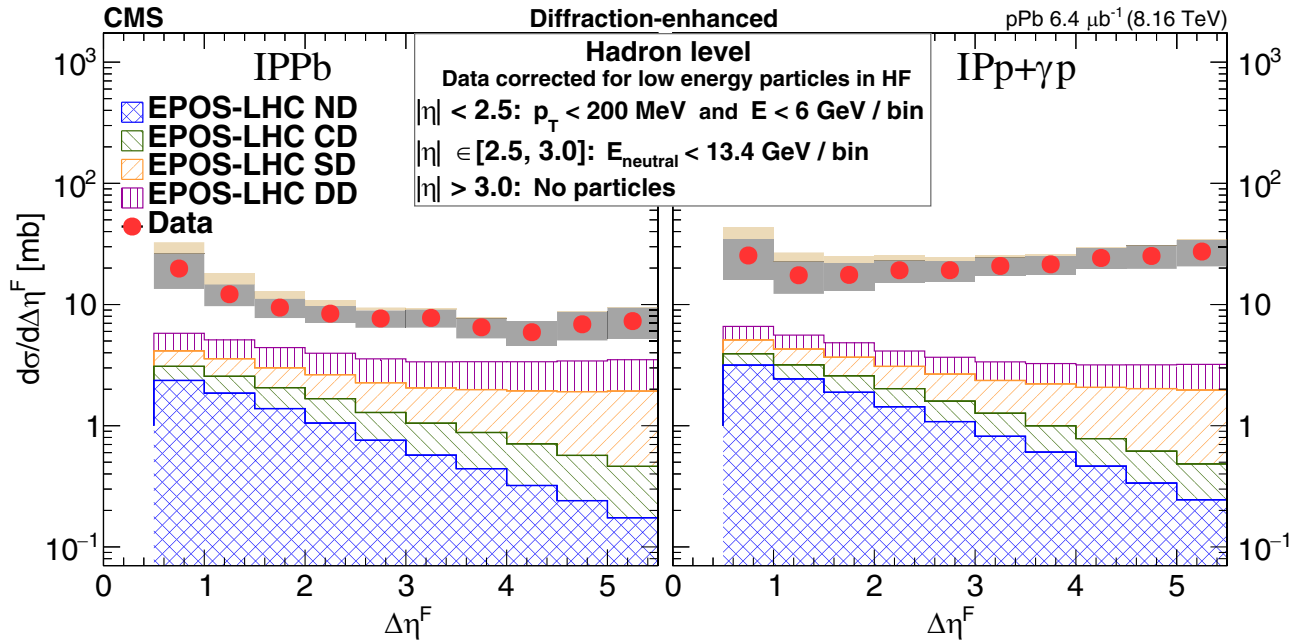 CMS Diffraction-enhanced pPb 6.4 μb⁻¹ (8.16 TeV)
IPPb
EPOS-LHC ND
EPOS-LHC CD
EPOS-LHC SD
EPOS-LHC DD
Data
Hadron level
Data corrected for low energy particles in HF
|η| < 2.5: p_T < 200 MeV and E < 6 GeV / bin
|η| ∈ [2.5, 3.0]: E_neutral < 13.4 GeV / bin
|η| > 3.0: No particles
IPp+γp
dσ/dΔη^F [mb]
10³
10²
10
1
10⁻¹
10³
10²
10
1
10⁻¹
0 1 2 3 4 5
0 1 2 3 4 5
Δη^F
Δη^F